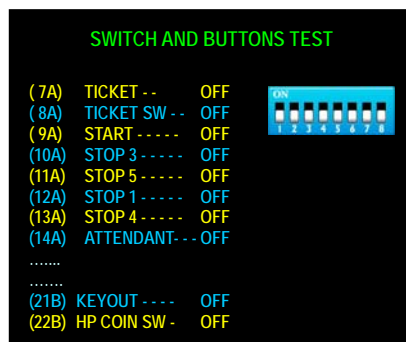 SWITCH AND BUTTONS TEST
( 7A) TICKET - - OFF
( 8A) TICKET SW - - OFF
( 9A) START - - - - - OFF
(10A) STOP 3 - - - - - OFF
(11A) STOP 5 - - - - - OFF
(12A) STOP 1 - - - - - OFF
(13A) STOP 4 - - - - - OFF
(14A) ATTENDANT- - - OFF
.......
.......
(21B) KEYOUT - - - - OFF
(22B) HP COIN SW - OFF
ON
1 2 3 4 5 6 7 8